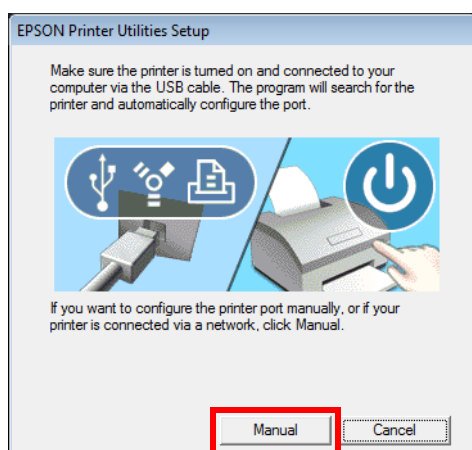 EPSON Printer Utilities Setup
Make sure the printer is turned on and connected to your
computer via the USB cable. The program will search for the
printer and automatically configure the port.
If you want to configure the printer port manually, or if your
printer is connected via a network, click Manual.
Manual
Cancel